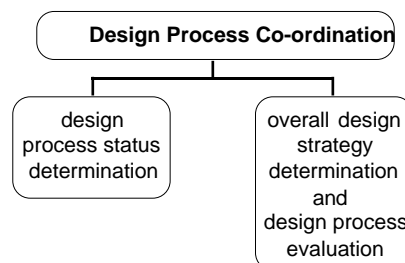 Design Process Co-ordination
design
process status
determination
overall design
strategy
determination
and
design process
evaluation